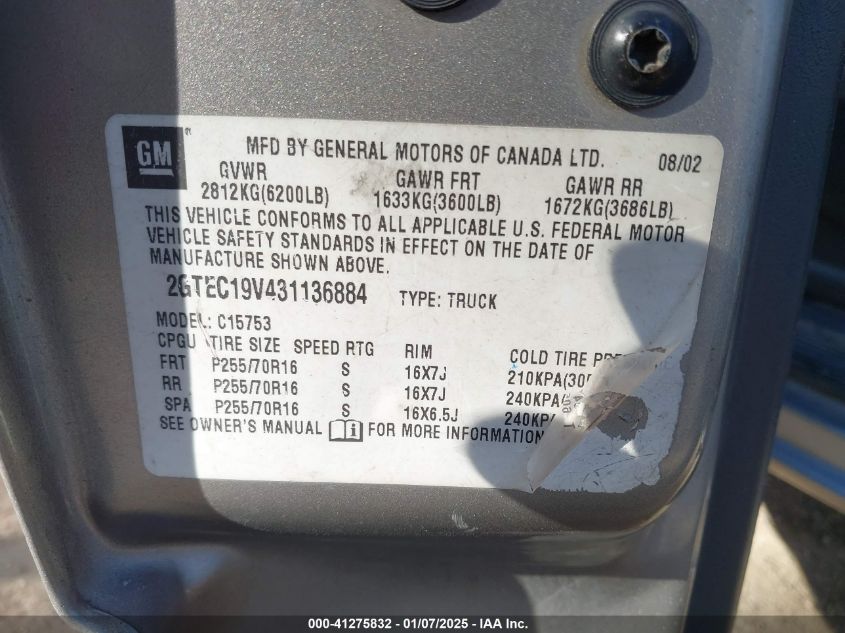 GM
MFD BY GENERAL MOTORS OF CANADA LTD. 08/02
GVWR GAWR FRT GAWR RR
2812KG(6200LB) 1633KG(3600LB) 1672KG(3686LB)
THIS VEHICLE CONFORMS TO ALL APPLICABLE U.S. FEDERAL MOTOR
VEHICLE SAFETY STANDARDS IN EFFECT ON THE DATE OF
MANUFACTURE SHOWN ABOVE.
2GTEC19V431136884 TYPE: TRUCK
MODEL: C15753
CPGU TIRE SIZE SPEED RTG RIM COLD TIRE
FRT P255/70R16 S 16X7J 210KPA(30
RR P255/70R16 S 16X7J 240KPA(
SPA P255/70R16 S 16X6.5J 240KPA
SEE OWNER'S MANUAL FOR MORE INFORMATION
000-41275832 - 01/07/2025 - IAA Inc.